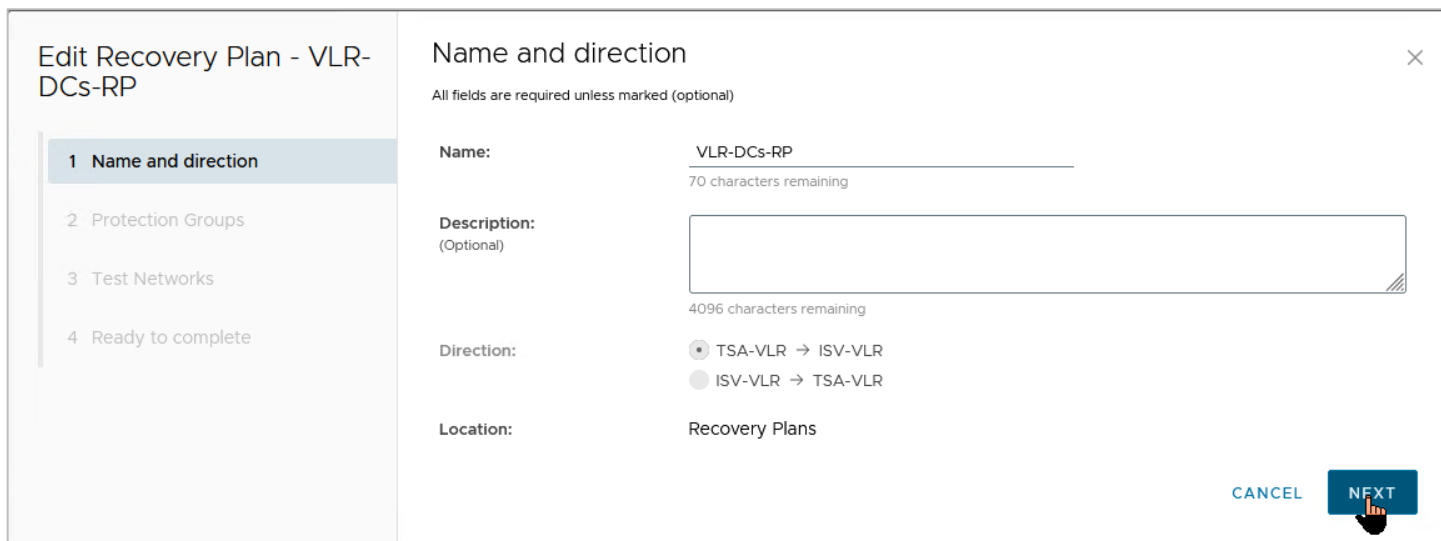 Edit Recovery Plan - VLR-
DCs-RP
1 Name and direction
2 Protection Groups
3 Test Networks
4 Ready to complete
Name and direction
All fields are required unless marked (optional)
Name:
VLR-DCs-RP
70 characters remaining
Description:
(Optional)
4096 characters remaining
Direction:
TSA-VLR → ISV-VLR
ISV-VLR → TSA-VLR
Location:
Recovery Plans
CANCEL
NEXT